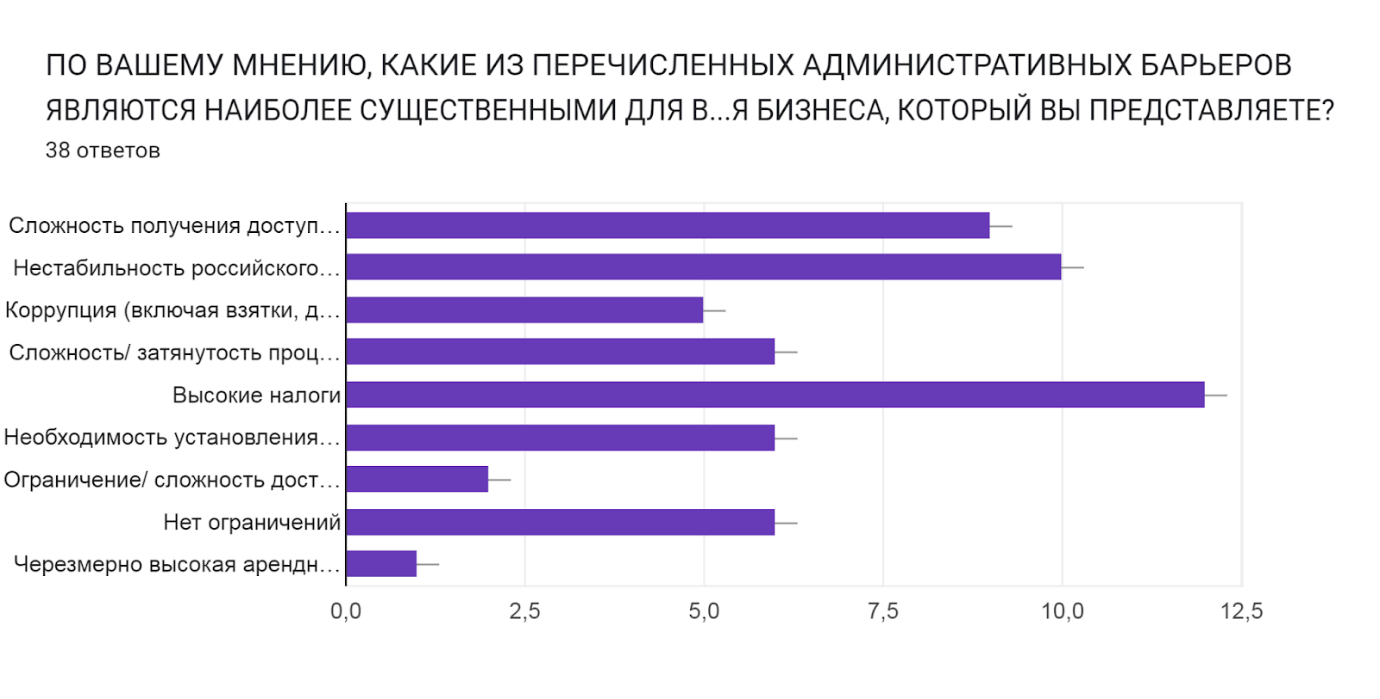 ПО ВАШЕМУ МНЕНИЮ, КАКИЕ ИЗ ПЕРЕЧИСЛЕННЫХ АДМИНИСТРАТИВНЫХ БАРЬЕРОВ
ЯВЛЯЮТСЯ НАИБОЛЕЕ СУЩЕСТВЕННЫМИ ДЛЯ В...Я БИЗНЕСА, КОТОРЫЙ ВЫ ПРЕДСТАВЛЯЕТЕ?
38 ответов
Сложность получения доступ…
Нестабильность российского…
Коррупция (включая взятки, д…
Сложность/ затянутость проц…
Высокие налоги
Необходимость установления…
Ограничение/ сложность дост…
Нет ограничений
Черезмерно высокая арендн…
0,0 2,5 5,0 7,5 10,0 12,5